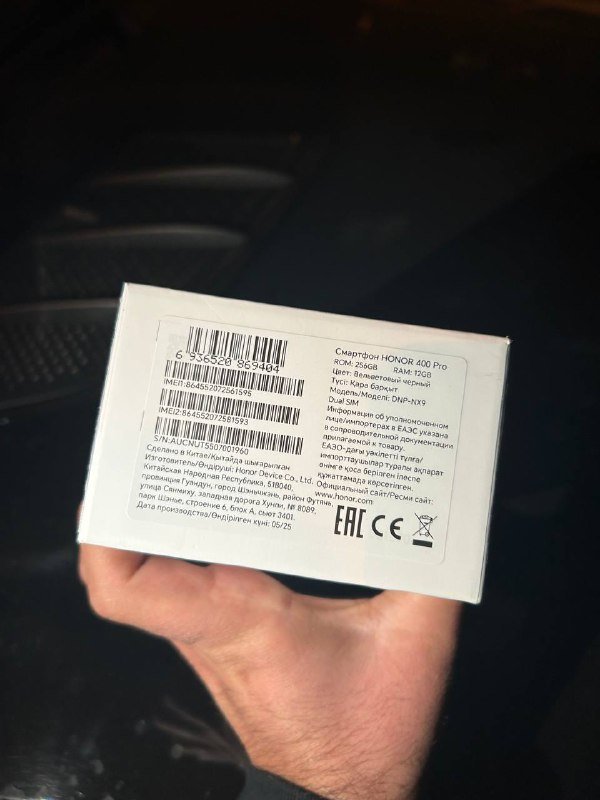 6 936520 869404
IMEI1:864552072561595
IMEI2:864552072581593
S/N:AUCNUT5507001960
Сделано в Китае/Қытайда шығарылған
Изготовитель/Өндіруші: Honor Device Co., Ltd.
Китайская Народная Республика, 518040,
провинция Гуандун, город Шэньчжэнь, район Футянь,
улица Сянмиху, западная дорога Хунли, № 8089,
парк Шэнье, строение 6, блок А, сьют 3401.
Дата производства/Өндірілген күні: 05/25
Смартфон HONOR 400 Pro
ROM: 256GB RAM: 12GB
Цвет: Вельветовый черный
Түсі: Қара барқыт
Модель/Моделі: DNP-NX9
Dual SIM
Информация об уполномоченном
лице/импортерах в ЕАЭС указана
в сопроводительной документации
прилагаемой к товару.
ЕАЭО-дағы уәкілетті тұлға/
импорттаушылар туралы ақпарат
өнімге қоса берілген ілеспе
құжаттамада көрсетілген.
Официальный сайт/Ресми сайт:
www.honor.com
EAC CE